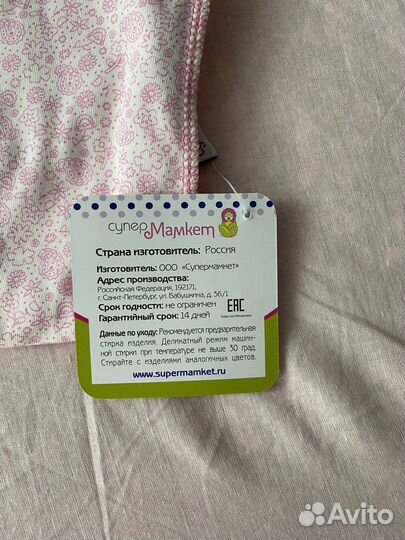 супер МаМкет
Страна изготовитель: Россия
Изготовитель: ООО «Супермамкет»
Адрес производства:
Российская Федерация, 192171,
г. Санкт-Петербург, ул. Бабушкина, д. 36/1
Срок годности: не ограничен
Гарантийный срок: 14 дней
ЕАС
Данные по уходу: Рекомендуется предварительная
стирка изделия. Деликатный режим машин-
ной стирки при температуре не выше 30 град.
Стирайте с изделиями аналогичных цветов.
www.supermamket.ru
Avito